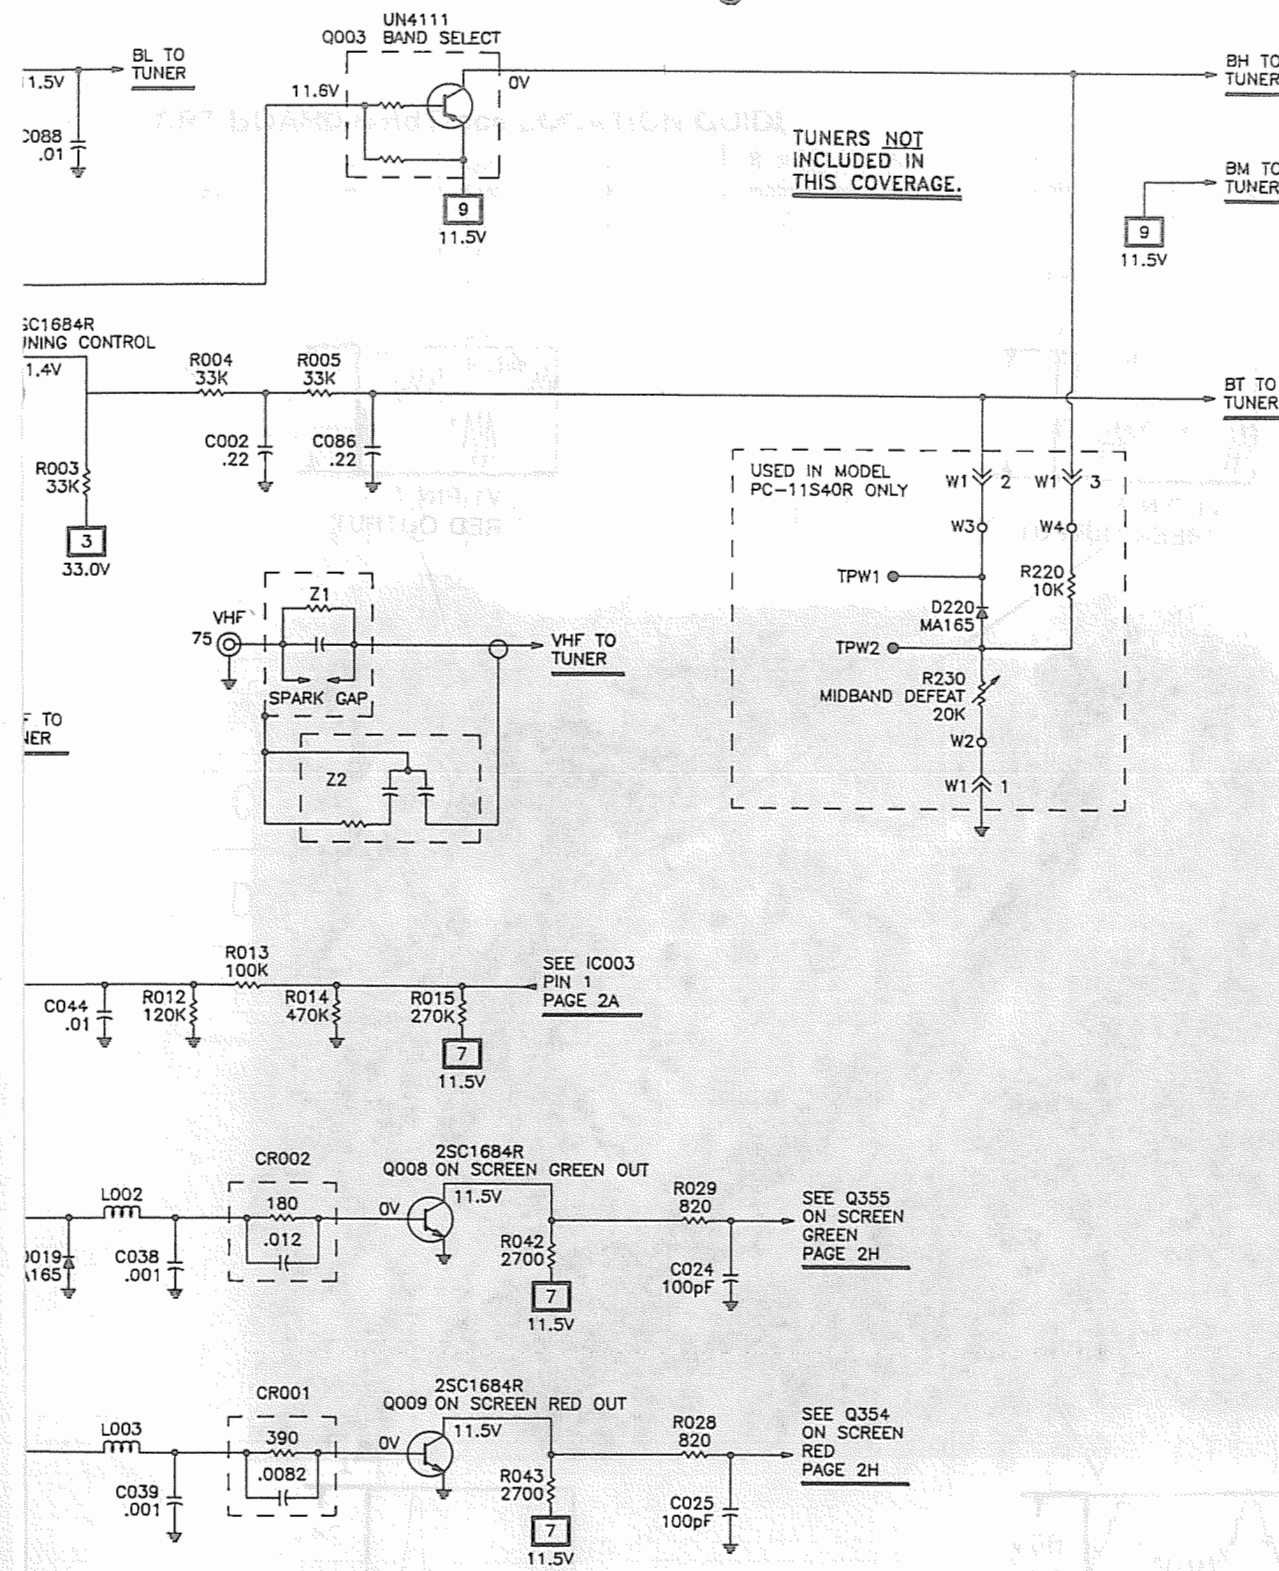 UN4111
Q003 BAND SELECT
BL TO
TUNER
11.5V
C088
.01
11.6V
0V
9
11.5V
TUNERS NOT
INCLUDED IN
THIS COVERAGE.
BH TO
TUNER
BM TO
TUNER
9
11.5V
SC1684R
UNING CONTROL
1.4V
R004
33K
R005
33K
C002
.22
C086
.22
R003
33K
3
33.0V
BT TO
TUNER
USED IN MODEL
PC-11S40R ONLY
W1 2
W1 3
W3
W4
TPW1
R220
10K
D220
MA165
TPW2
R230
MIDBAND DEFEAT
20K
W2
W1 1
VHF
75
Z1
SPARK GAP
VHF TO
TUNER
F TO
NER
Z2
R013
100K
C044
.01
R012
120K
R014
470K
R015
270K
7
11.5V
SEE IC003
PIN 1
PAGE 2A
2SC1684R
Q008 ON SCREEN GREEN OUT
CR002
L002
180
.012
0V
11.5V
D019
A165
C038
.001
R042
2700
7
11.5V
R029
820
C024
100pF
SEE Q355
ON SCREEN
GREEN
PAGE 2H
2SC1684R
Q009 ON SCREEN RED OUT
CR001
L003
390
.0082
0V
11.5V
C039
.001
R043
2700
7
11.5V
R028
820
C025
100pF
SEE Q354
ON SCREEN
RED
PAGE 2H